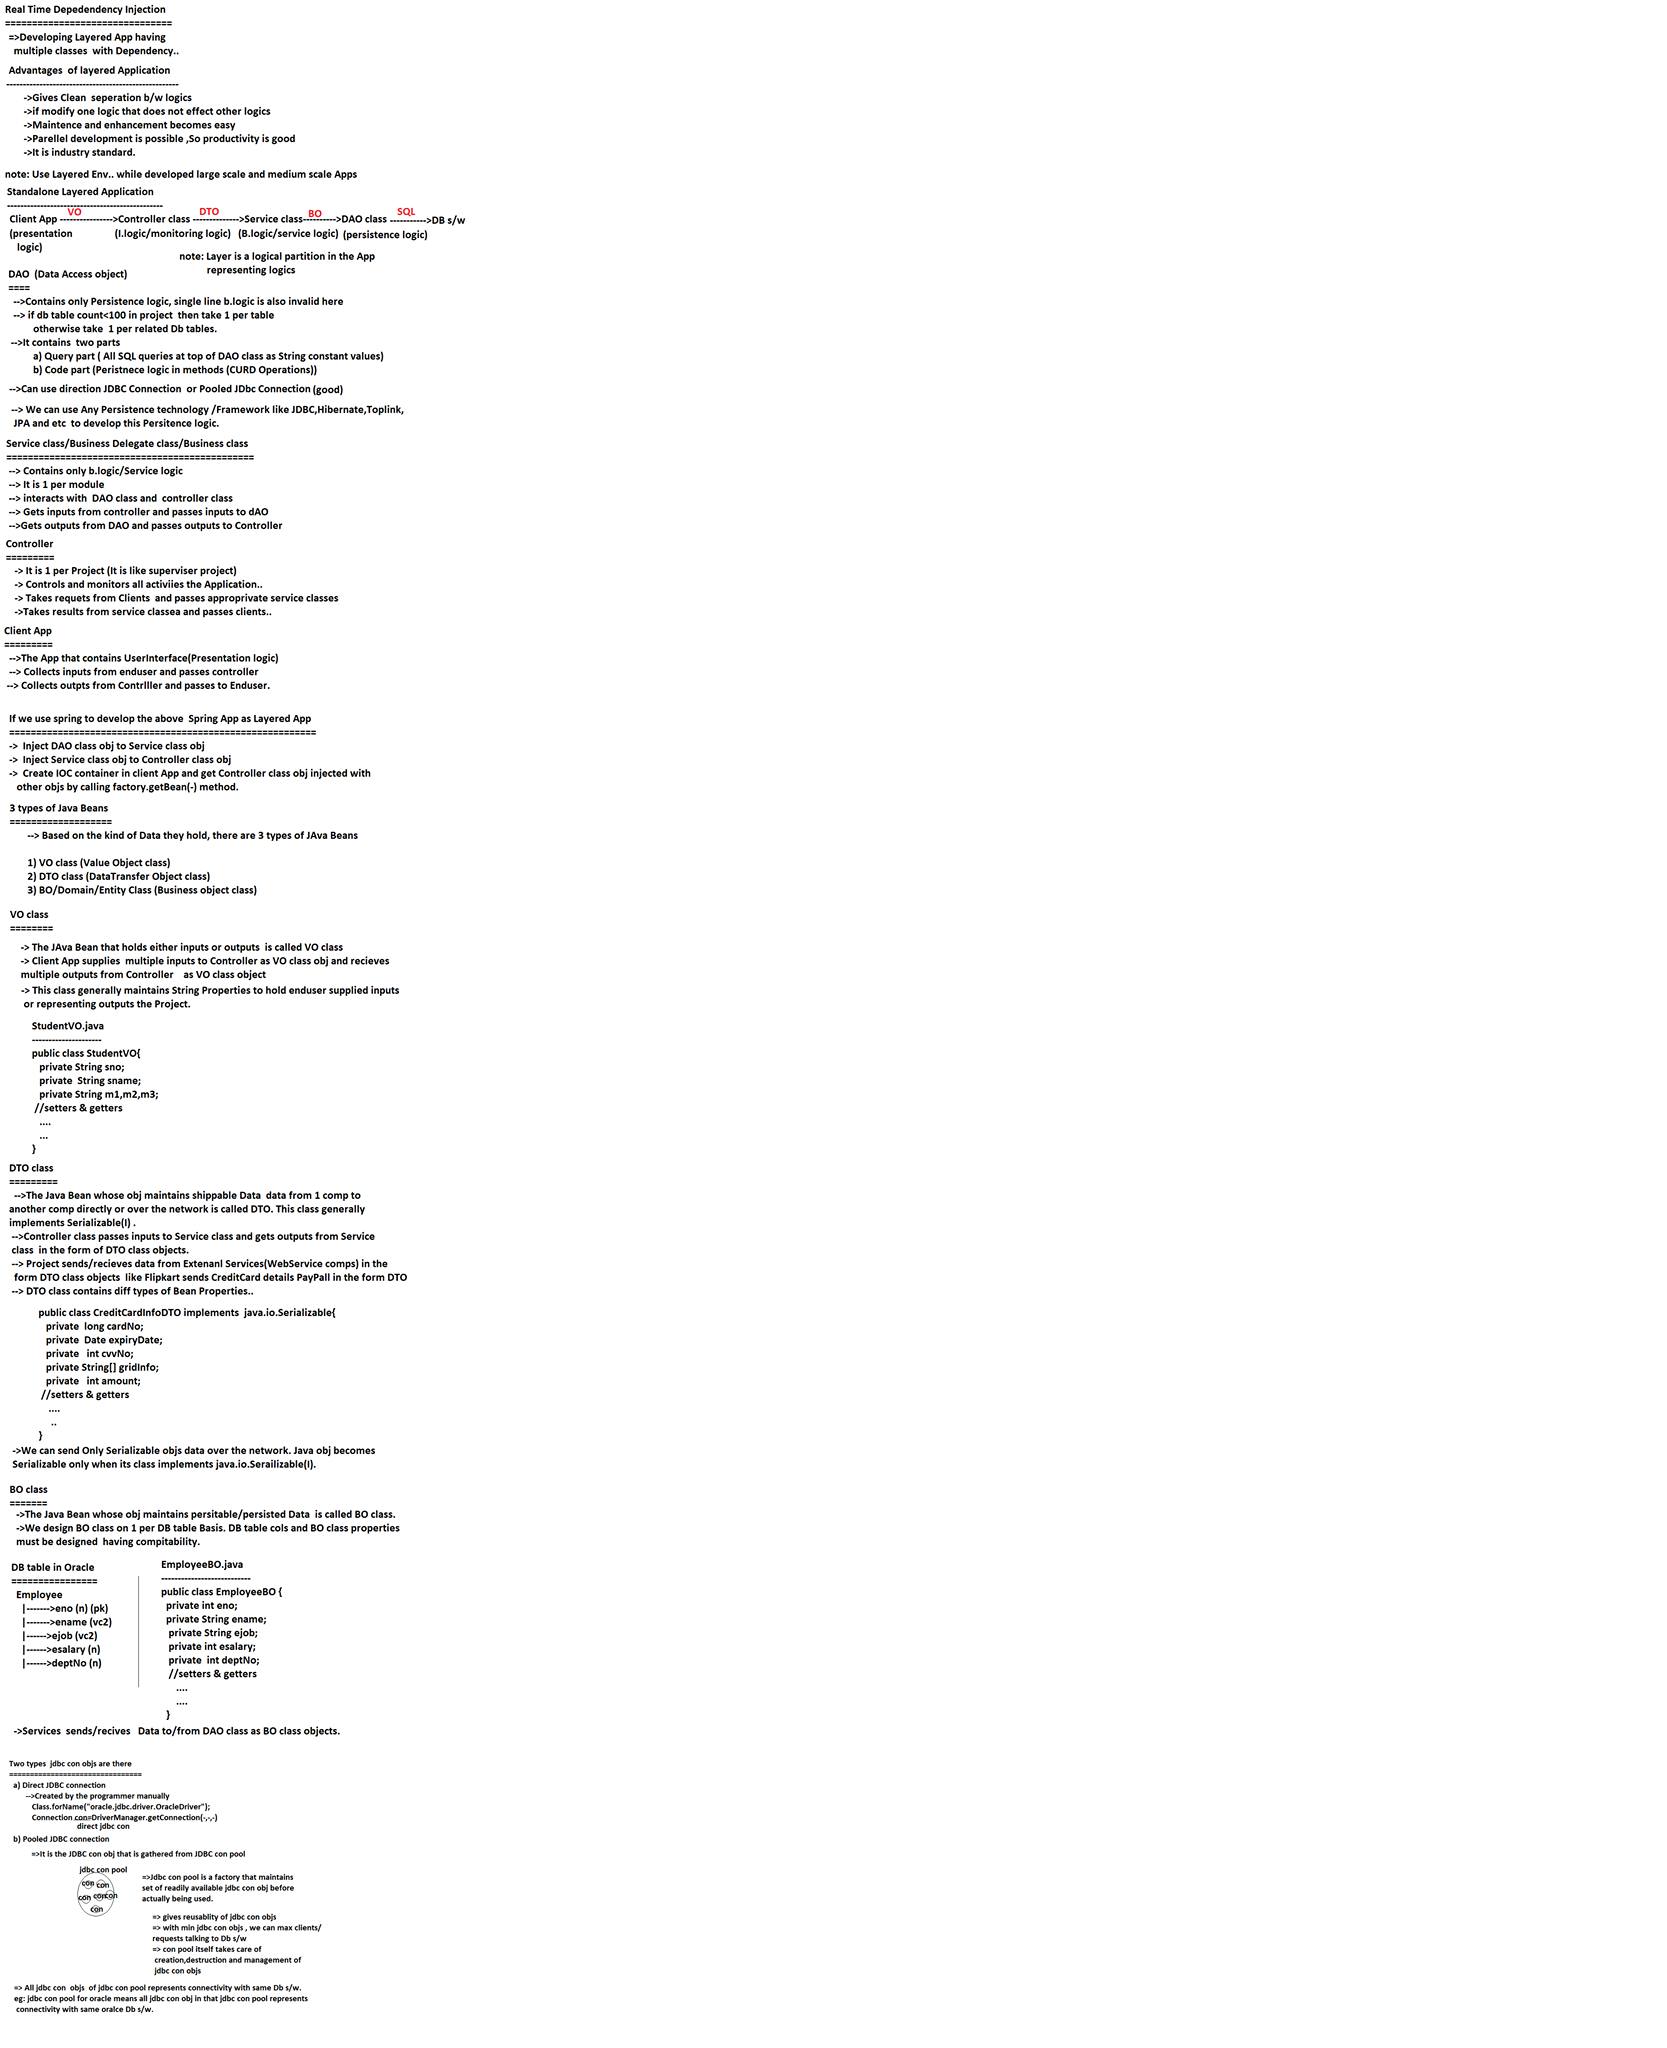 Real Time Depedendency Injection
===============================
=>Developing Layered App having
multiple classes  with Dependency..
Advantages  of layered Application
----------------------------------------------------
->Gives Clean  seperation b/w logics
->if modify one logic that does not effect other logics
->Maintence and enhancement becomes easy
->Parellel development is possible ,So productivity is good
->It is industry standard.
note: Use Layered Env.. while developed large scale and medium scale Apps
Standalone Layered Application
-----------------------------------------------
VO DTO BO SQL
Client App ---------------->Controller class -------------->Service class---------->DAO class ----------->DB s/w
(presentation (I.logic/monitoring logic) (B.logic/service logic) (persistence logic)
logic)
note: Layer is a logical partition in the App
representing logics
DAO  (Data Access object)
====
-->Contains only Persistence logic, single line b.logic is also invalid here
--> if db table count<100 in project  then take 1 per table
otherwise take  1 per related Db tables.
-->It contains  two parts
a) Query part ( All SQL queries at top of DAO class as String constant values)
b) Code part (Peristnece logic in methods (CURD Operations))
-->Can use direction JDBC Connection  or Pooled JDbc Connection (good)
--> We can use Any Persistence technology /Framework like JDBC,Hibernate,Toplink,
JPA and etc  to develop this Persitence logic.
Service class/Business Delegate class/Business class
==============================================
--> Contains only b.logic/Service logic
--> It is 1 per module
--> interacts with  DAO class and  controller class
--> Gets inputs from controller and passes inputs to dAO
-->Gets outputs from DAO and passes outputs to Controller
Controller
=========
-> It is 1 per Project (It is like superviser project)
-> Controls and monitors all activiies the Application..
-> Takes requets from Clients  and passes approprivate service classes
->Takes results from service classea and passes clients..
Client App
=========
-->The App that contains UserInterface(Presentation logic)
--> Collects inputs from enduser and passes controller
--> Collects outpts from Contrlller and passes to Enduser.
If we use spring to develop the above  Spring App as Layered App
=========================================================
->  Inject DAO class obj to Service class obj
->  Inject Service class obj to Controller class obj
->  Create IOC container in client App and get Controller class obj injected with
other objs by calling factory.getBean(-) method.
3 types of Java Beans
===================
--> Based on the kind of Data they hold, there are 3 types of JAva Beans
1) VO class (Value Object class)
2) DTO class (DataTransfer Object class)
3) BO/Domain/Entity Class (Business object class)
VO class
========
-> The JAva Bean that holds either inputs or outputs  is called VO class
-> Client App supplies  multiple inputs to Controller as VO class obj and recieves
multiple outputs from Controller    as VO class object
-> This class generally maintains String Properties to hold enduser supplied inputs
or representing outputs the Project.
StudentVO.java
---------------------
public class StudentVO{
private String sno;
private  String sname;
private String m1,m2,m3;
//setters & getters
....
...
}
DTO class
=========
-->The Java Bean whose obj maintains shippable Data  data from 1 comp to
another comp directly or over the network is called DTO. This class generally
implements Serializable(I) .
-->Controller class passes inputs to Service class and gets outputs from Service
class  in the form of DTO class objects.
--> Project sends/recieves data from Extenanl Services(WebService comps) in the
form DTO class objects  like Flipkart sends CreditCard details PayPall in the form DTO
--> DTO class contains diff types of Bean Properties..
public class CreditCardInfoDTO implements  java.io.Serializable{
private  long cardNo;
private  Date expiryDate;
private   int cvvNo;
private String[] gridInfo;
private   int amount;
//setters & getters
....
..
}
->We can send Only Serializable objs data over the network. Java obj becomes
Serializable only when its class implements java.io.Serailizable(I).
BO class
=======
->The Java Bean whose obj maintains persitable/persisted Data  is called BO class.
->We design BO class on 1 per DB table Basis. DB table cols and BO class properties
must be designed  having compitability.
DB table in Oracle
================
Employee
|------->eno (n) (pk)
|------->ename (vc2)
|------>ejob (vc2)
|------>esalary (n)
|------>deptNo (n)
EmployeeBO.java
---------------------------
public class EmployeeBO {
private int eno;
private String ename;
private String ejob;
private int esalary;
private  int deptNo;
//setters & getters
....
....
}
->Services  sends/recives   Data to/from DAO class as BO class objects.
Two types  jdbc con objs are there
=================================
a) Direct JDBC connection
-->Created by the programmer manually
Class.forName("oracle.jdbc.driver.OracleDriver");
Connection con=DriverManager.getConnection(-,-,-)
direct jdbc con
b) Pooled JDBC connection
=>It is the JDBC con obj that is gathered from JDBC con pool
jdbc con pool
con con
con con con
con
=>Jdbc con pool is a factory that maintains
set of readily available jdbc con obj before
actually being used.
=> gives reusablity of jdbc con objs
=> with min jdbc con objs , we can max clients/
requests talking to Db s/w
=> con pool itself takes care of
creation,destruction and management of
jdbc con objs
=> All jdbc con  objs  of jdbc con pool represents connectivity with same Db s/w.
eg: jdbc con pool for oracle means all jdbc con obj in that jdbc con pool represents
connectivity with same oralce Db s/w.